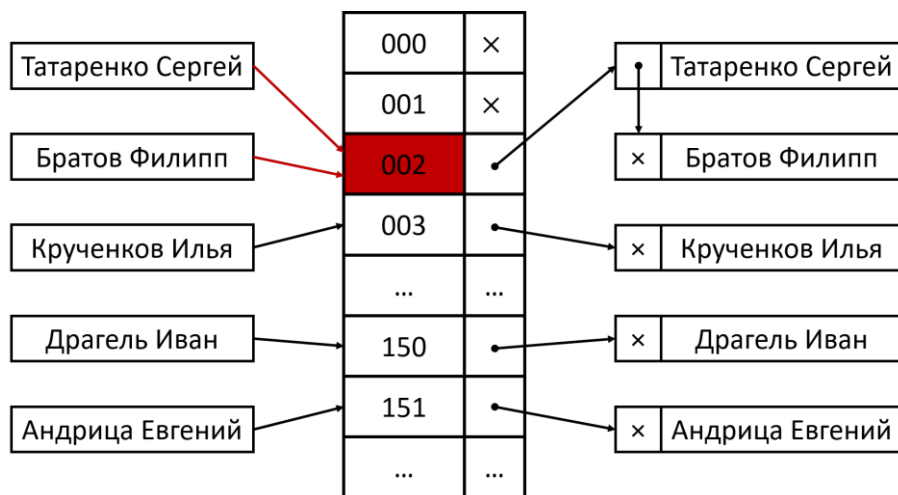 Татаренко Сергей
Братов Филипп
Крученков Илья
Драгель Иван
Андрица Евгений
000 ×
001 ×
002
003
... ...
150
151
... ...
Татаренко Сергей
× Братов Филипп
× Крученков Илья
× Драгель Иван
× Андрица Евгений